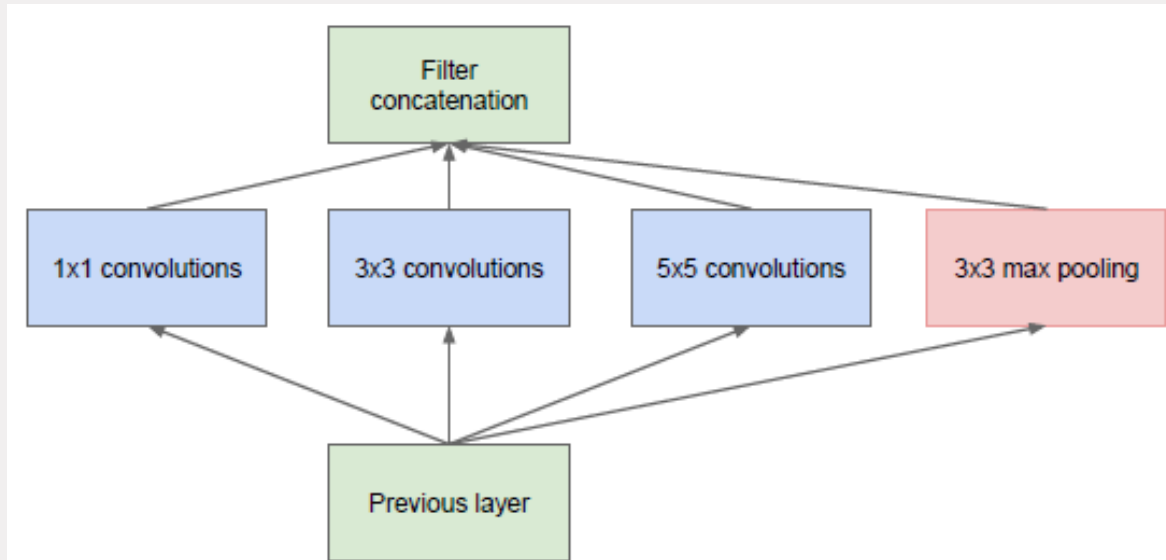 Filter
concatenation
1x1 convolutions
3x3 convolutions
5x5 convolutions
3x3 max pooling
Previous layer